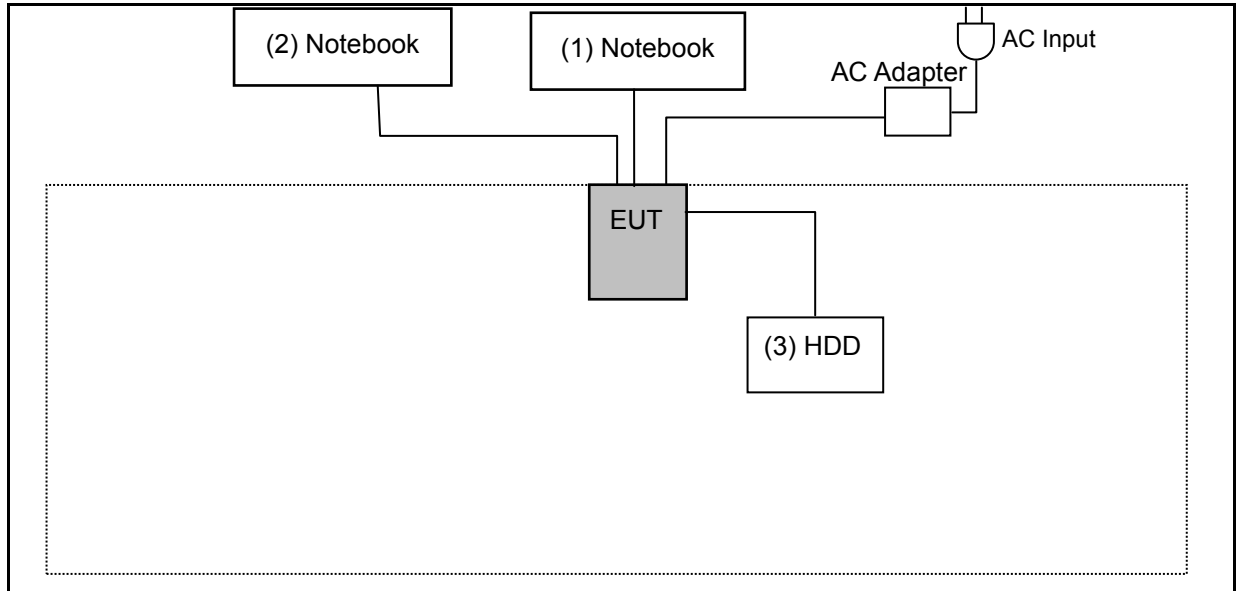 (2) Notebook
(1) Notebook
AC Input
AC Adapter
EUT
(3) HDD